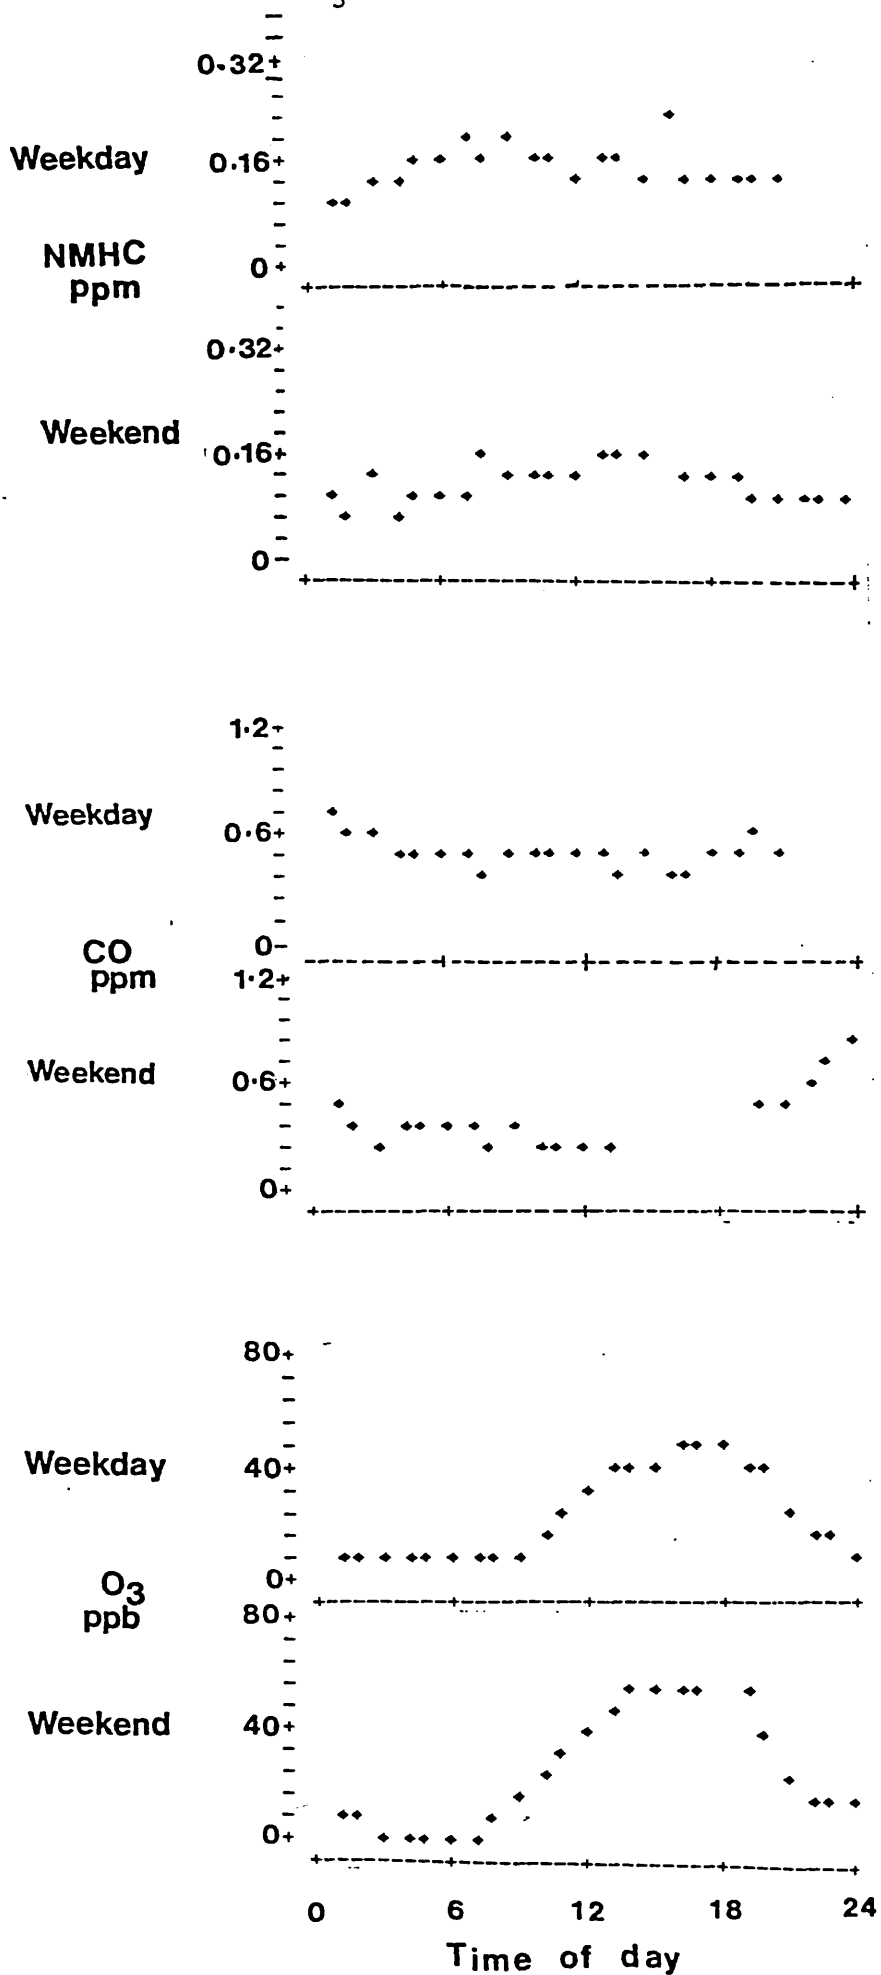 0.32+
Weekday
0.16+
NMHC
ppm
0+
0.32+
Weekend
0.16+
0-
1.2+
Weekday
0.6+
0-
CO
ppm
1.2+
Weekend
0.6+
0+
80+
Weekday
40+
0+
O3
ppb
80+
Weekend
40+
0+
0 6 12 18 24
Time of day